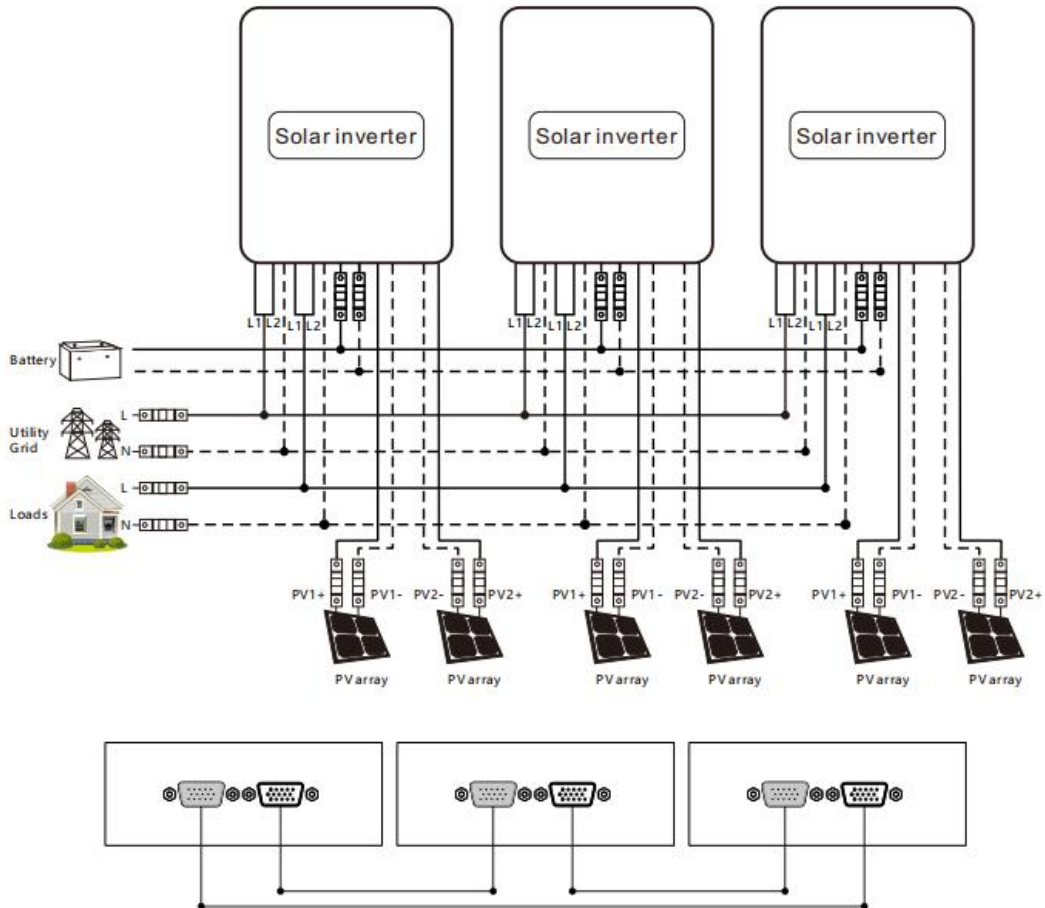 Solar inverter Solar inverter Solar inverter
L1 L2 L1 L2 L1 L2 L1 L2 L1 L2 L1 L2
Battery
L
Utility
Grid
N
L
Loads
N
PV1+ PV1- PV2- PV2+ PV1+ PV1- PV2- PV2+ PV1+ PV1- PV2- PV2+
PV array PV array PV array PV array PV array PV array